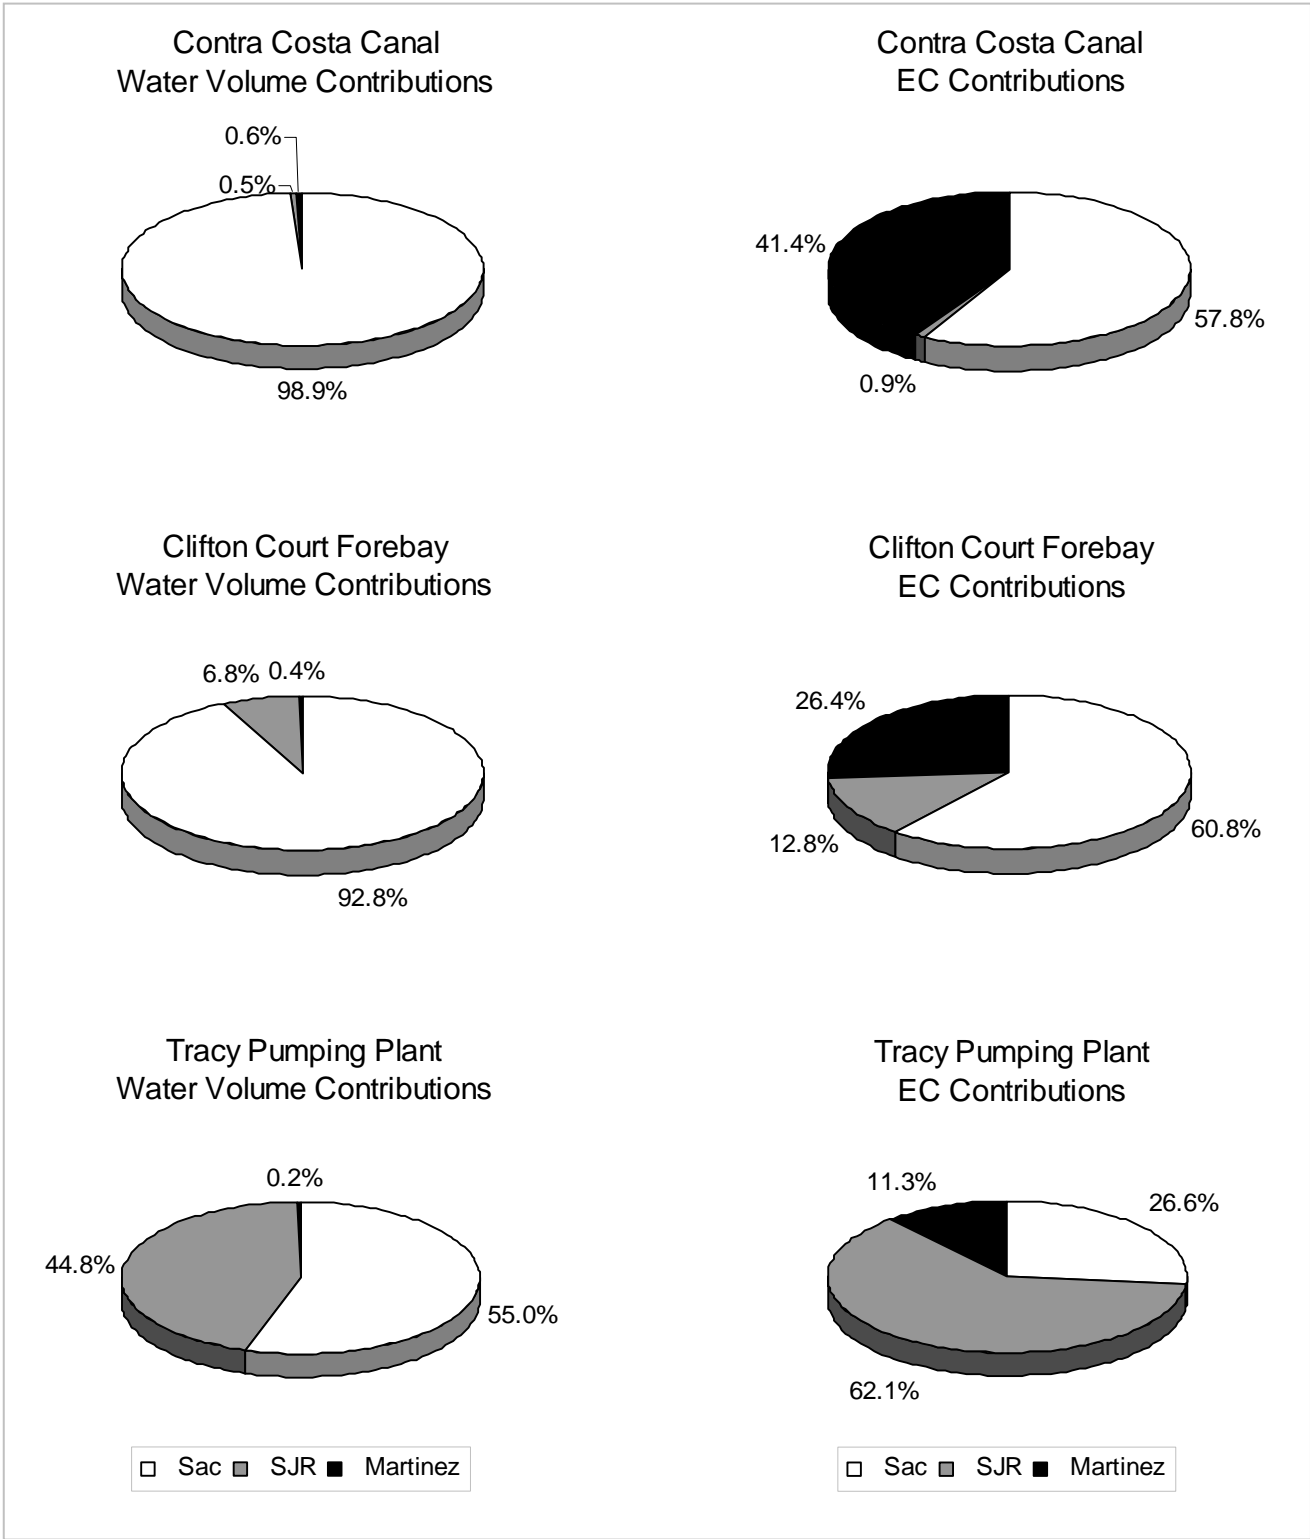 Contra Costa Canal
Water Volume Contributions
0.6%
0.5%
98.9%
Contra Costa Canal
EC Contributions
41.4%
57.8%
0.9%
Clifton Court Forebay
Water Volume Contributions
6.8% 0.4%
92.8%
Clifton Court Forebay
EC Contributions
26.4%
12.8%
60.8%
Tracy Pumping Plant
Water Volume Contributions
0.2%
44.8%
55.0%
Tracy Pumping Plant
EC Contributions
11.3%
26.6%
62.1%
Sac SJR Martinez
Sac SJR Martinez